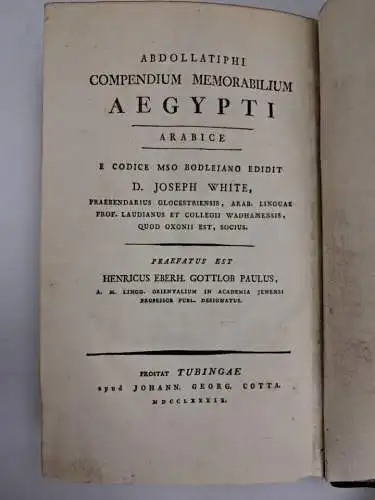 ABDOLLATIPHI
COMPENDIUM MEMORABILIUM
AEGYPTI
ARABICE
E CODICE MSO BODLEJANO EDIDIT
D. JOSEPH WHITE,
PRAEBENDARIUS GLOCESTRIENSIS, ARAB. LINGUAE
PROF. LAUDIANUS ET COLLEGII WADHAMENSIS,
QUOD OXONII EST, SOCIUS.
PRAEFATUS EST
HENRICUS EBERH. GOTTLOB PAULUS,
A. M. LINGG. ORIENTALIUM IN ACADEMIA JENENSI
PROFESSOR PUBL. DESIGNATUS.
PROSTAT TUBINGAE
apud JOHANN. GEORG. COTTA.
MDCCLXXXIX.